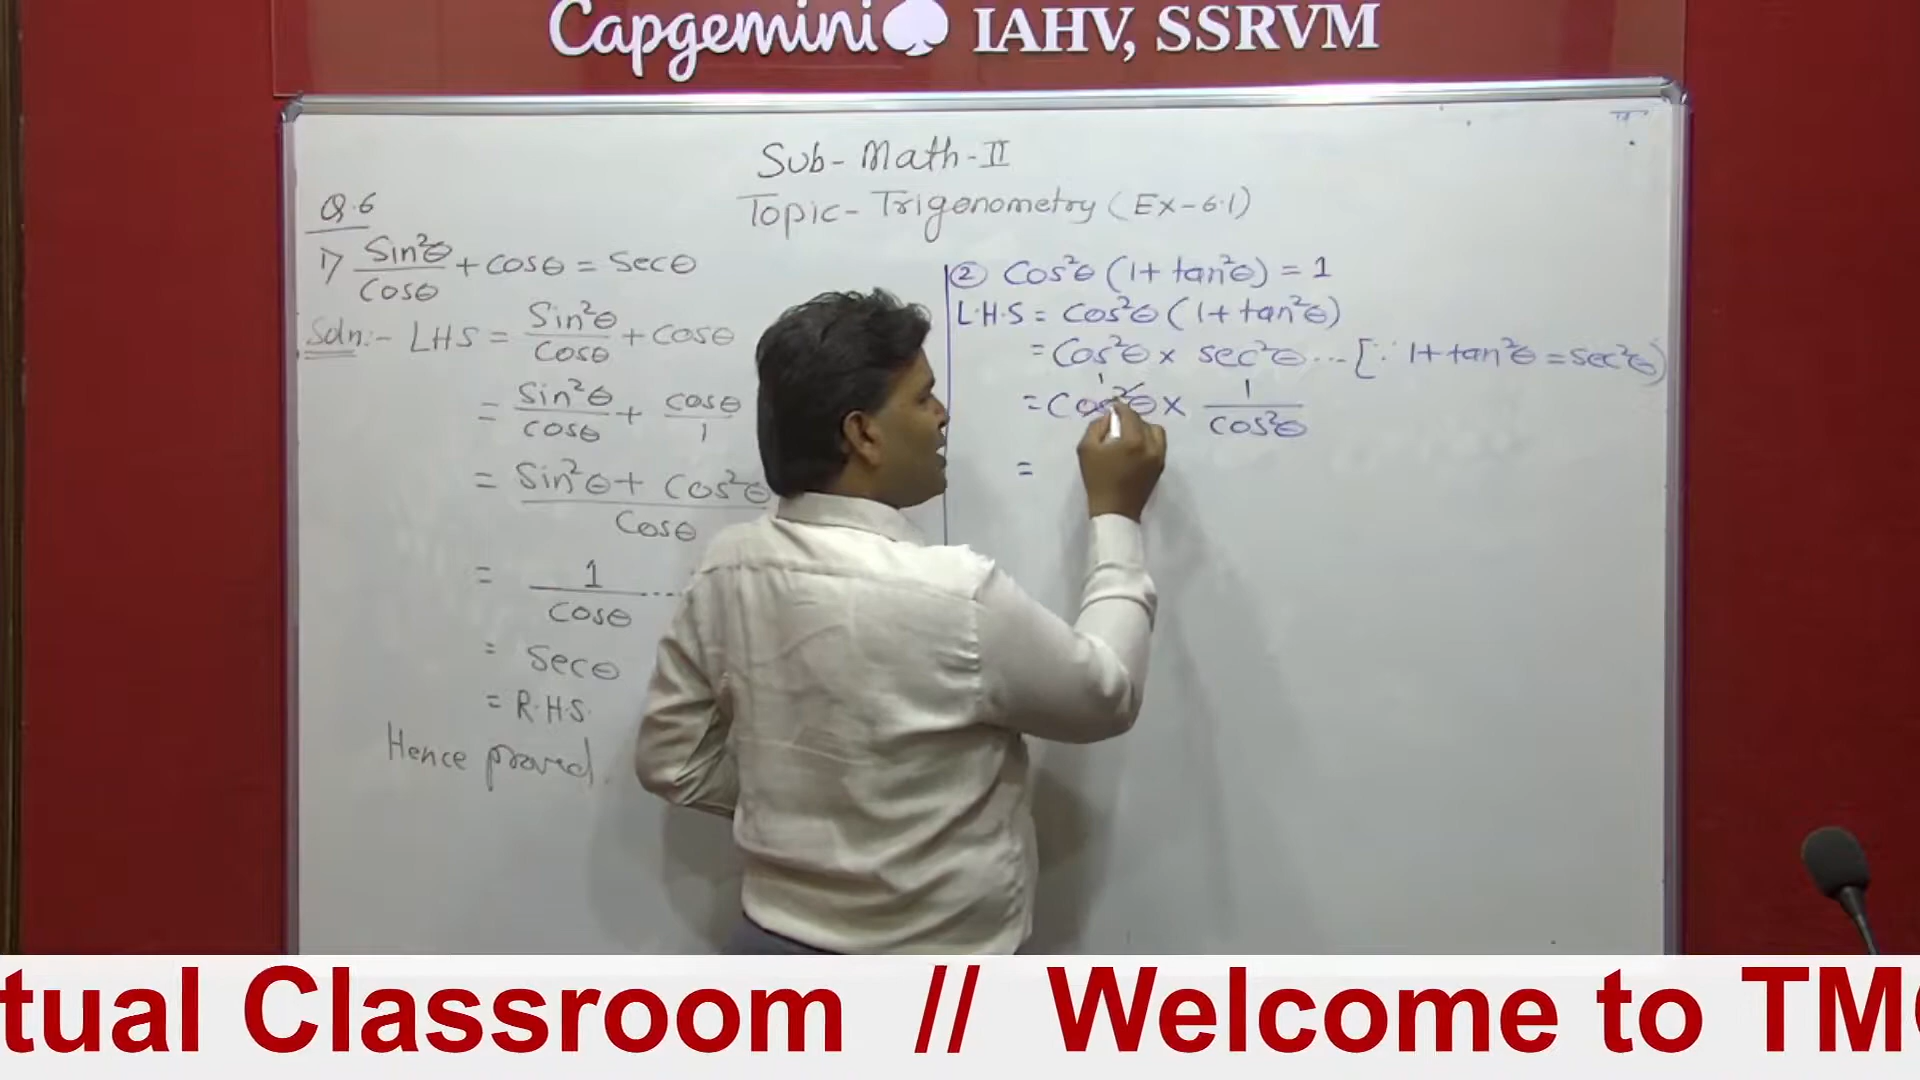 Capgemini IAHV, SSRVM
Sub- Math-II
Topic- Trigonometry (Ex-6.1)
Q.6
1) Sin²θ/Cosθ + cosθ = Secθ
Soln:- LHS = Sin²θ/Cosθ + Cosθ
= Sin²θ/cosθ + cosθ/1
= Sin²θ + Cos²θ/Cosθ
= 1/Cosθ ...
= Secθ
= R.H.S.
Hence proved.
② Cos²θ (1+ tan²θ) = 1
L.H.S = Cos²θ (1+ tan²θ)
= Cos²θ × sec²θ ... [∵ 1+ tan²θ = sec²θ)
= Cos²θ × 1/cos²θ
1
=
tual Classroom // Welcome to TM